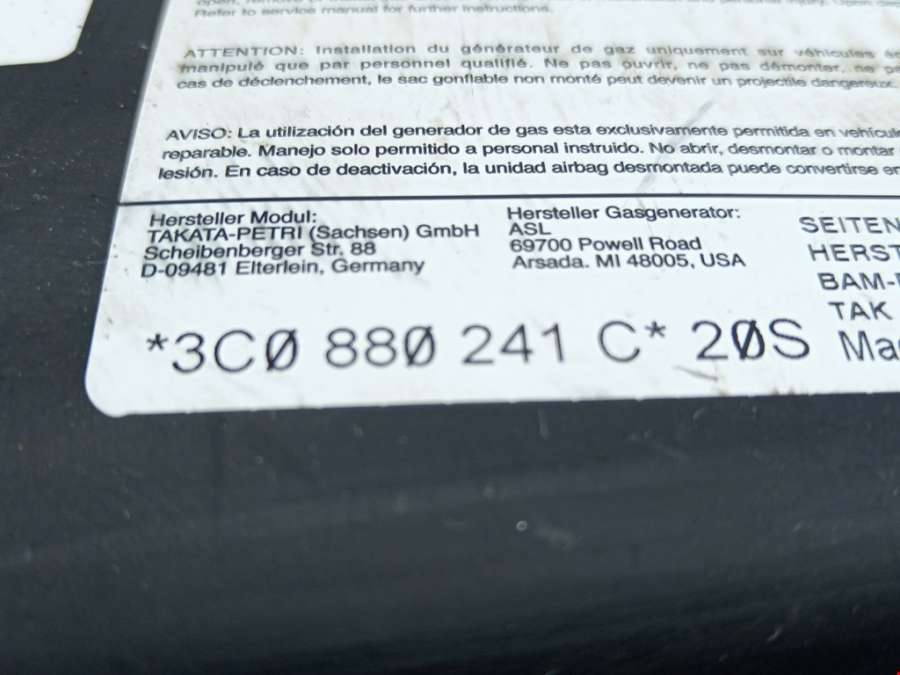 Refer to service manual for further instructions.
ATTENTION: Installation du générateur de gaz uniquement sur véhicules
manipulé que par personnel qualifié. Ne pas ouvrir, ne pas démonter, ne
cas de déclenchement, le sac gonflable non monté peut devenir un projectile dangereux.
AVISO: La utilización del generador de gas esta exclusivamente permitida en vehícul
reparable. Manejo solo permitido a personal instruido. No abrir, desmontar o montar
lesión. En caso de deactivación, la unidad airbag desmontada puede convertirse en
Hersteller Modul:
TAKATA-PETRI (Sachsen) GmbH
Scheibenberger Str. 88
D-09481 Elterlein, Germany
Hersteller Gasgenerator:
ASL
69700 Powell Road
Arsada. MI 48005, USA
SEITEN
HERST
BAM-
TAK
*3CØ 88Ø 241 C* 2ØS Ma